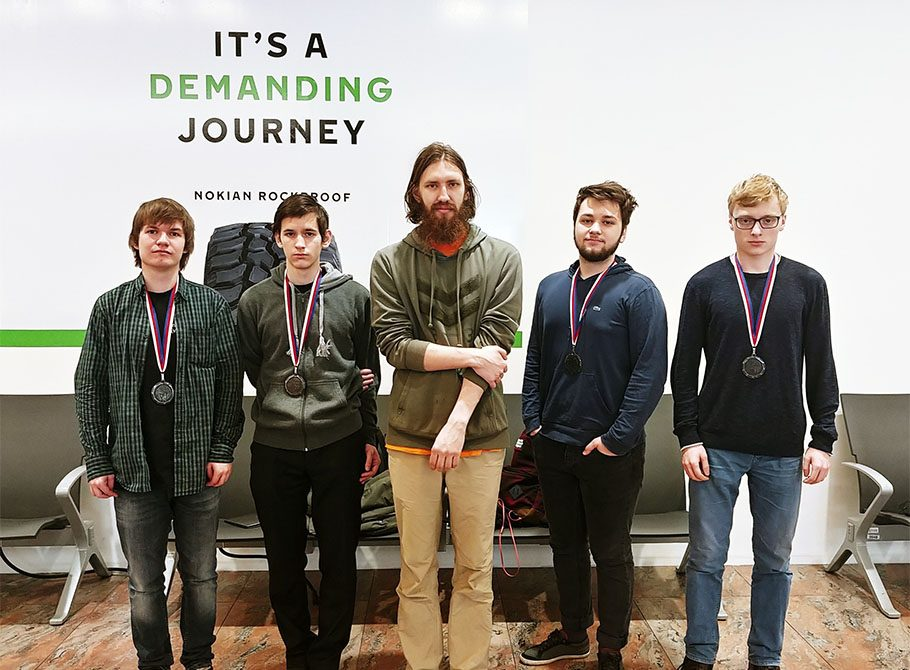 IT'S A
DEMANDING
JOURNEY
NOKIAN ROCKPROOF